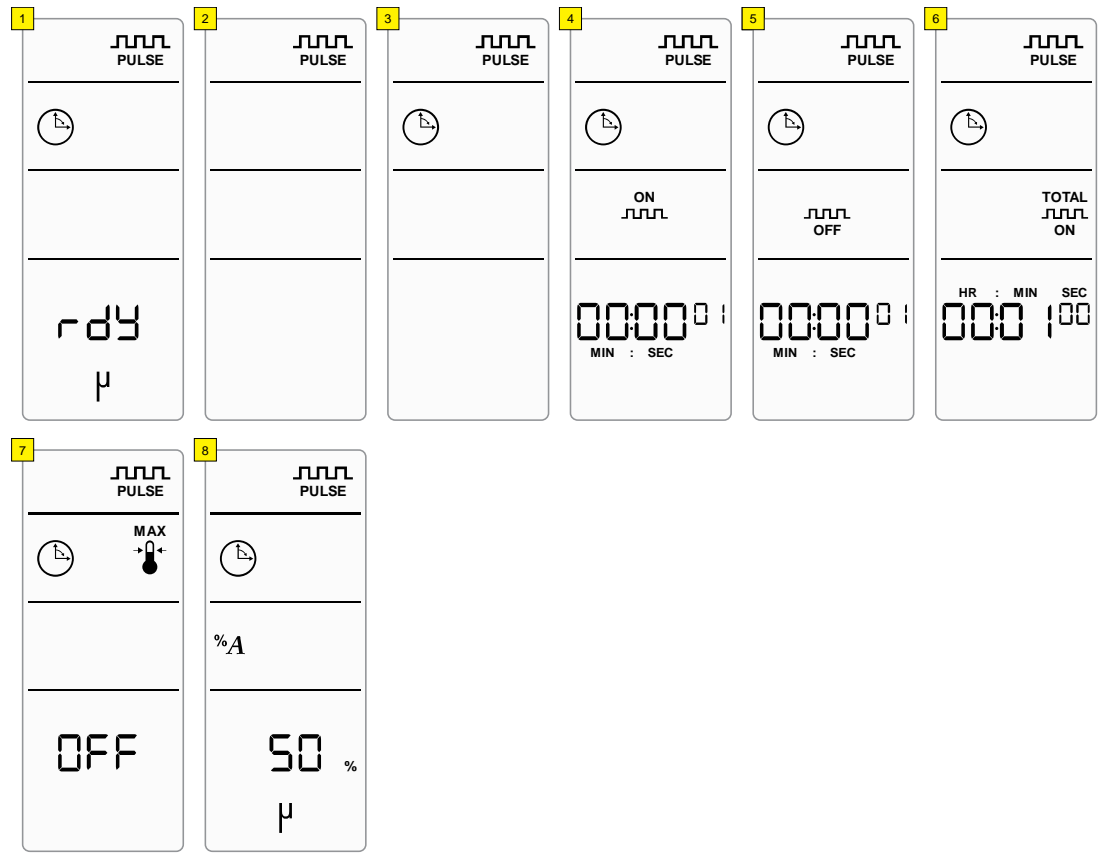 1
PULSE
rdy
µ
2
PULSE
3
PULSE
4
PULSE
ON
00:00 01
MIN : SEC
5
PULSE
OFF
00:00 01
MIN : SEC
6
PULSE
TOTAL
ON
HR : MIN SEC
00:01 00
7
PULSE
MAX
OFF
8
PULSE
%A
50 %
µ